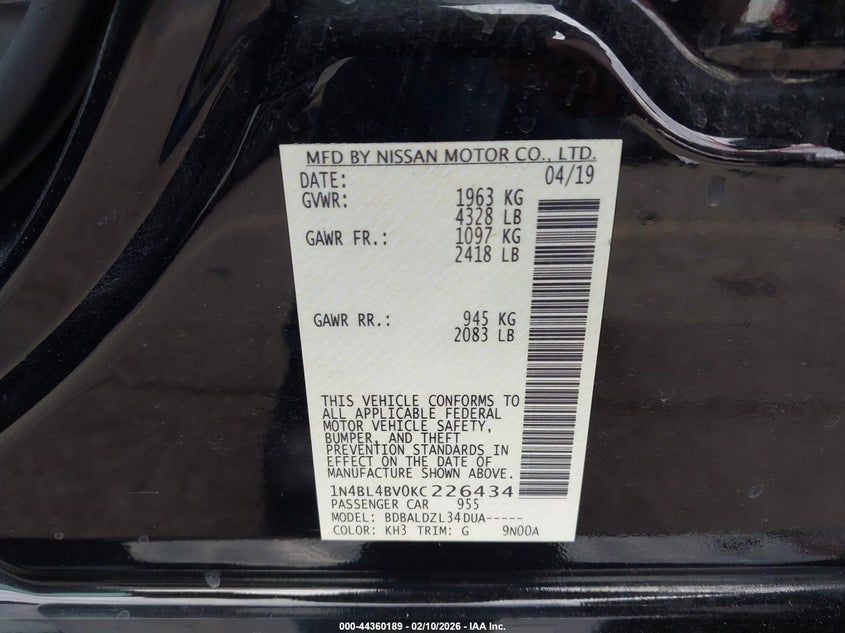 MFD BY NISSAN MOTOR CO., LTD.
DATE: 04/19
GVWR: 1963 KG
4328 LB
GAWR FR.: 1097 KG
2418 LB
GAWR RR.: 945 KG
2083 LB
THIS VEHICLE CONFORMS TO
ALL APPLICABLE FEDERAL
MOTOR VEHICLE SAFETY,
BUMPER, AND THEFT
PREVENTION STANDARDS IN
EFFECT ON THE DATE OF
MANUFACTURE SHOWN ABOVE.
1N4BL4BV0KC226434
PASSENGER CAR 955
MODEL: BDBALDZL34DUA-----
COLOR: KH3 TRIM: G 9N00A
000-44360189 - 02/10/2026 - IAA Inc.